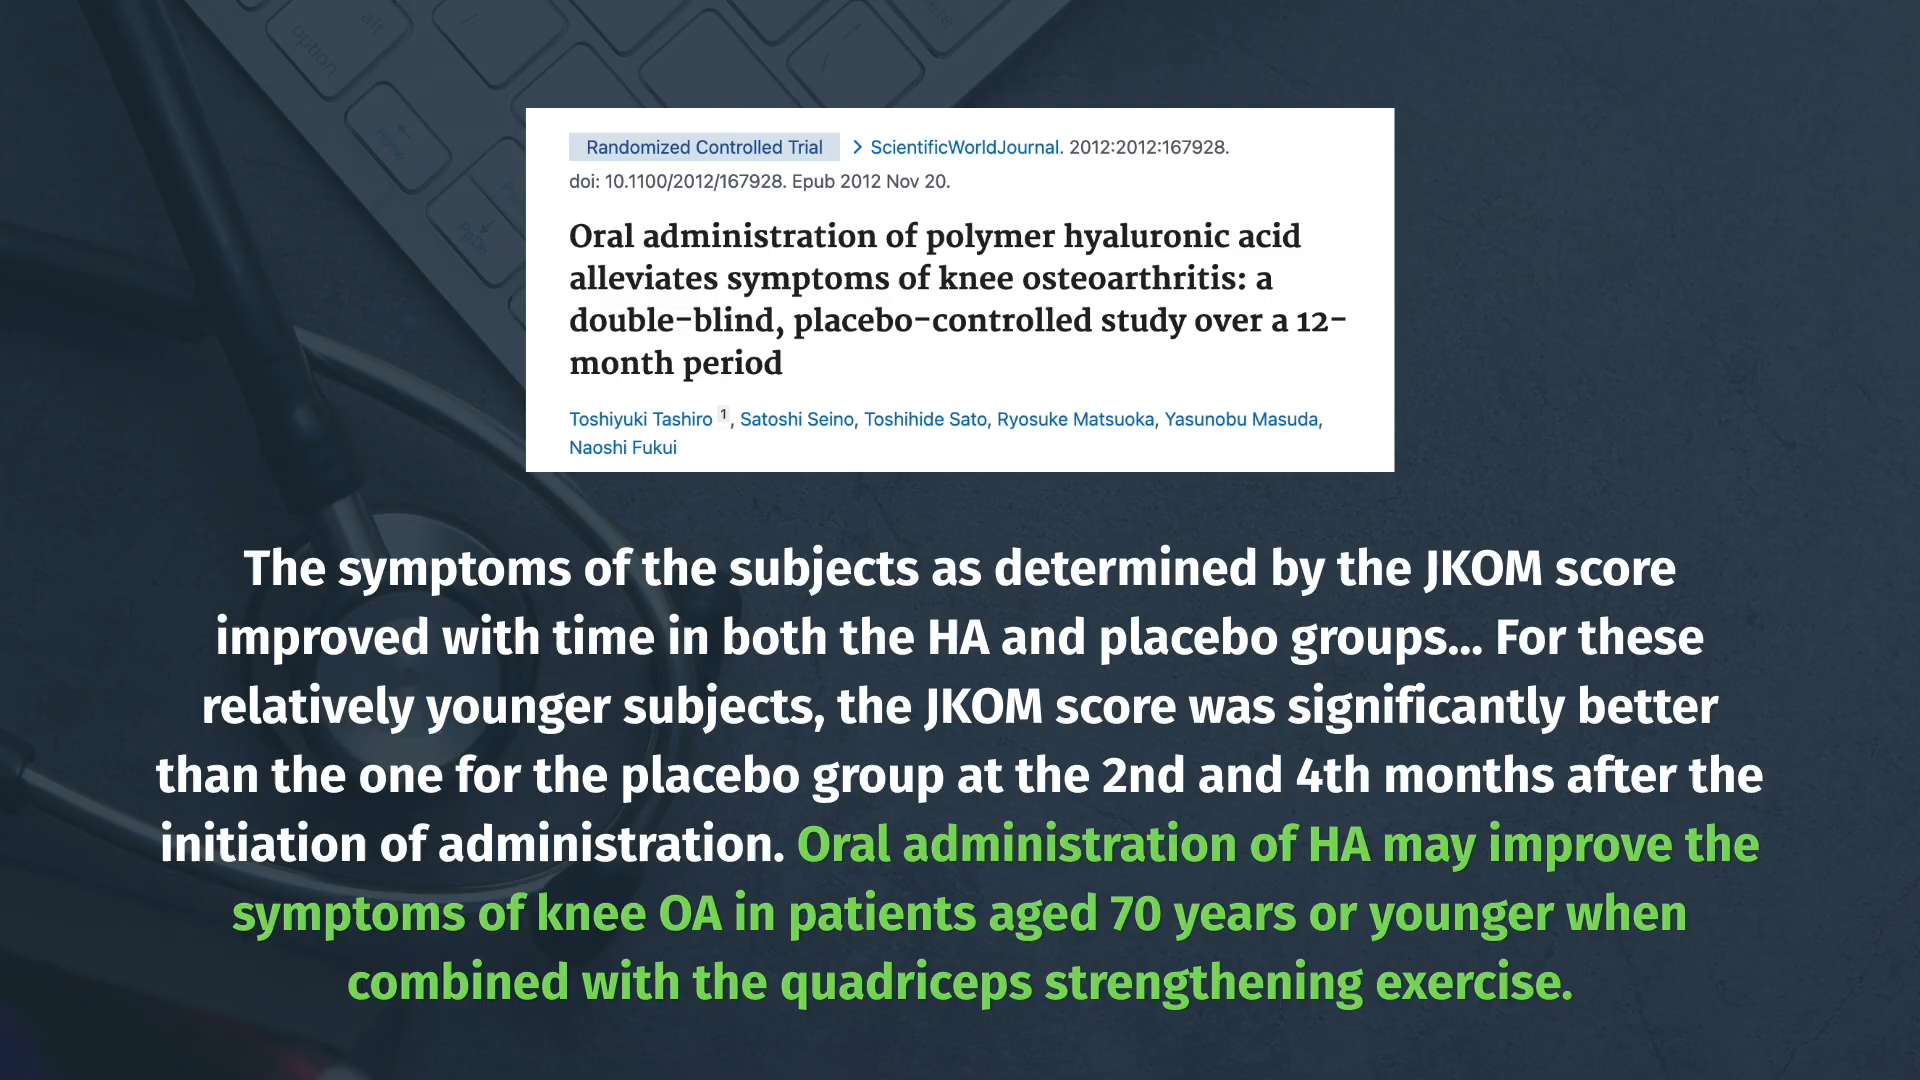 alt
option
home
PgDn
Randomized Controlled Trial > ScientificWorldJournal. 2012:2012:167928.
doi: 10.1100/2012/167928. Epub 2012 Nov 20.
Oral administration of polymer hyaluronic acid
alleviates symptoms of knee osteoarthritis: a
double-blind, placebo-controlled study over a 12-
month period
Toshiyuki Tashiro 1, Satoshi Seino, Toshihide Sato, Ryosuke Matsuoka, Yasunobu Masuda,
Naoshi Fukui
The symptoms of the subjects as determined by the JKOM score
improved with time in both the HA and placebo groups... For these
relatively younger subjects, the JKOM score was significantly better
than the one for the placebo group at the 2nd and 4th months after the
initiation of administration. Oral administration of HA may improve the
symptoms of knee OA in patients aged 70 years or younger when
combined with the quadriceps strengthening exercise.